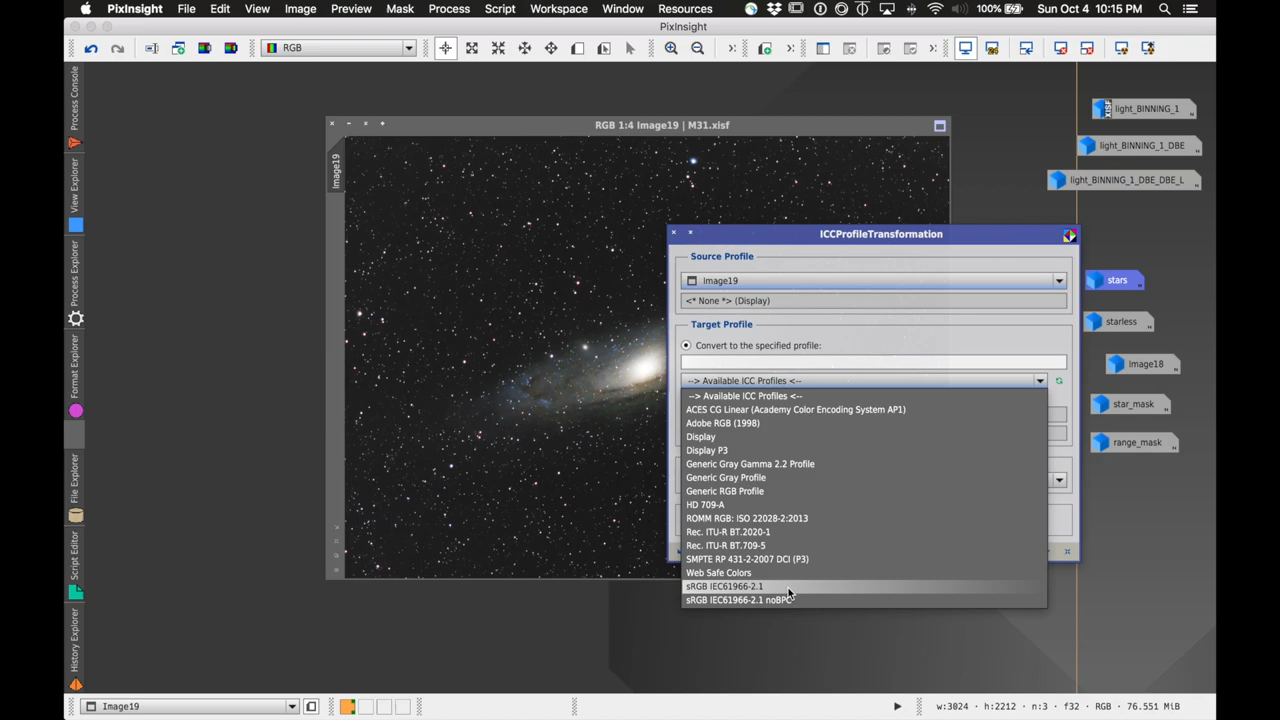 PixInsight File Edit View Image Preview Mask Process Script Workspace Window Resources 100% Sun Oct 4 10:15 PM
PixInsight
RGB
Process Console
View Explorer
Process Explorer
Format Explorer
File Explorer
Script Editor
History Explorer
RGB 1:4 Image19 | M31.xisf
Image19
light_BINNING_1
light_BINNING_1_DBE
light_BINNING_1_DBE_DBE_L
stars
starless
Image18
star_mask
range_mask
ICCProfileTransformation
Source Profile
Image19
<* None *> (Display)
Target Profile
Convert to the specified profile:
--> Available ICC Profiles <--
--> Available ICC Profiles <--
ACES CG Linear (Academy Color Encoding System AP1)
Adobe RGB (1998)
Display
Display P3
Generic Gray Gamma 2.2 Profile
Generic Gray Profile
Generic RGB Profile
HD 709-A
ROMM RGB: ISO 22028-2:2013
Rec. ITU-R BT.2020-1
Rec. ITU-R BT.709-5
SMPTE RP 431-2-2007 DCI (P3)
Web Safe Colors
sRGB IEC61966-2.1
sRGB IEC61966-2.1 noBPC
Image19
w:3024 · h:2212 · n:3 · f32 · RGB · 76.551 MiB